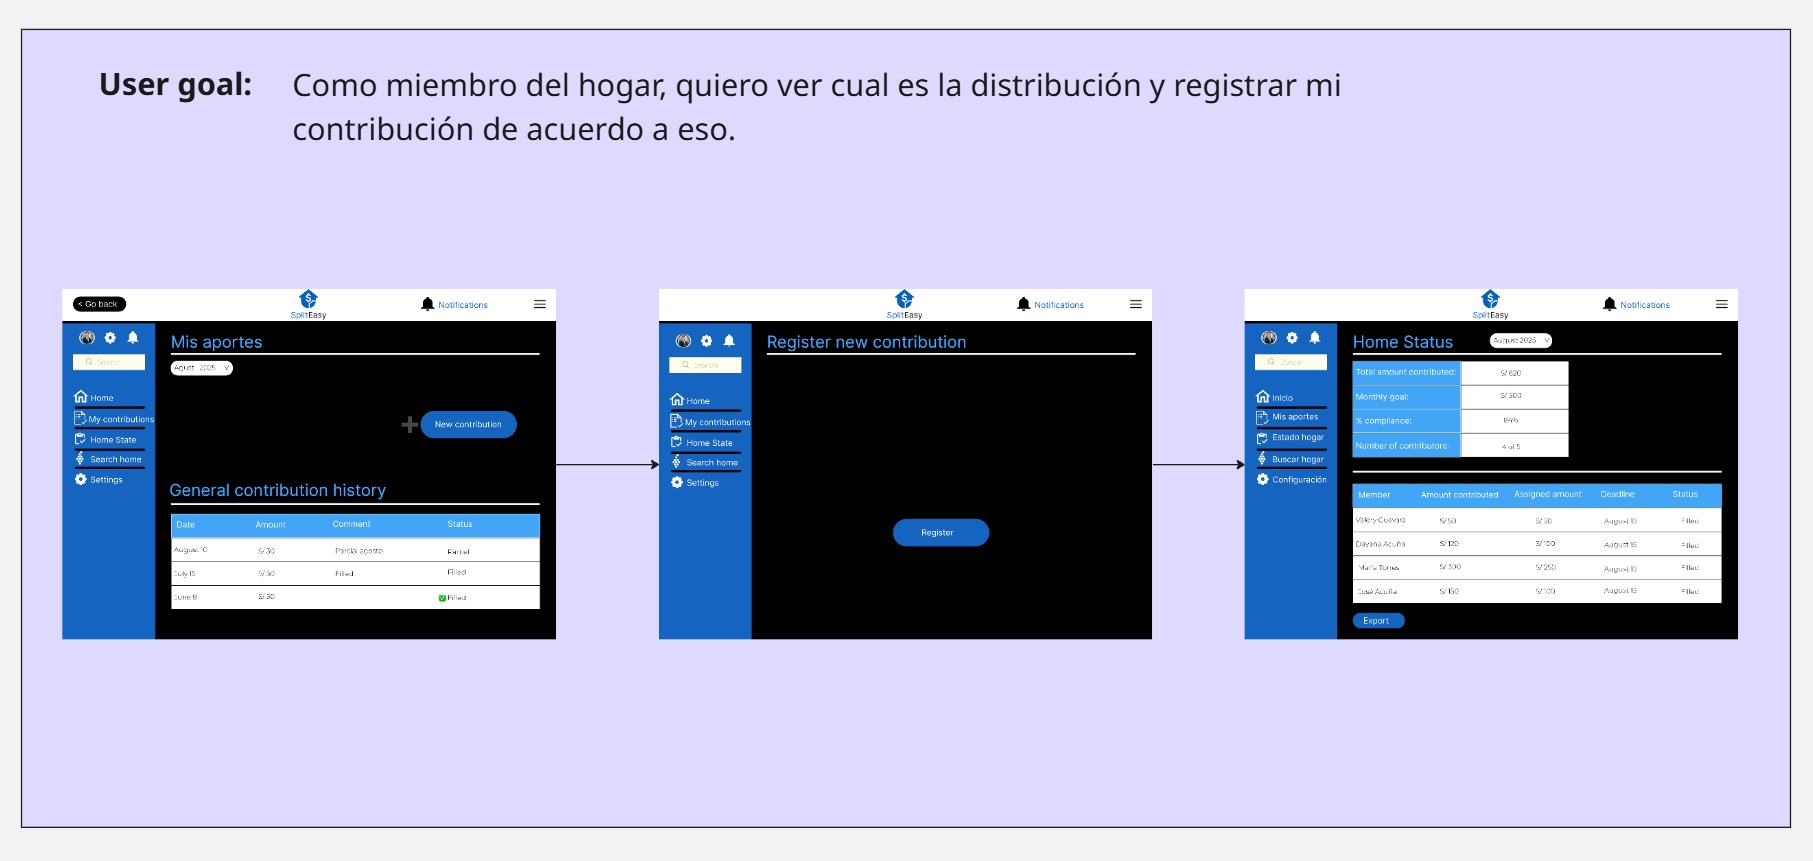 User goal: Como miembro del hogar, quiero ver cual es la distribución y registrar mi
contribución de acuerdo a eso.
< Go back
SplitEasy
Notifications
Search
Home
My contributions
Home State
Search home
Settings
Mis aportes
Agust 2025 V
New contribution
General contribution history
Date Amount Comment Status
August 10 S/ 30 Parcial agosto Partial
July 15 S/ 50 Filled Filled
June 8 S/ 50 Filled
SplitEasy
Notifications
Search
Home
My contributions
Home State
Search home
Settings
Register new contribution
Register
SplitEasy
Notifications
Buscar
Inicio
Mis aportes
Estado hogar
Buscar hogar
Configuración
Home Status August 2025 V
Total amount contributed: S/ 620
Monthly goal: S/ 500
% compliance: 84%
Number of contributors: 4 of 5
Member Amount contributed Assigned amount Deadline Status
Valery Guevara S/ 50 S/ 50 August 15 Filled
Dayana Acuña S/ 120 S/ 100 August 15 Filled
María Torres S/ 300 S/ 250 August 15 Filled
José Acuña S/ 150 S/ 100 August 15 Filled
Export